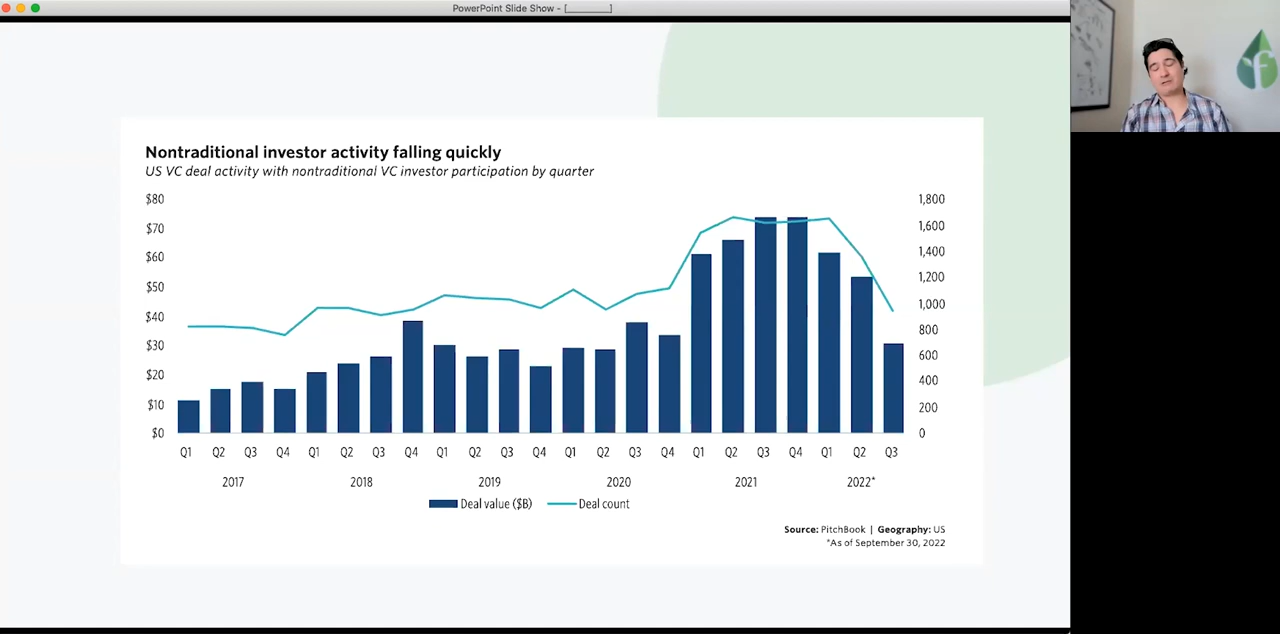 PowerPoint Slide Show - [________]
f
Nontraditional investor activity falling quickly
US VC deal activity with nontraditional VC investor participation by quarter
$80 1,800
$70 1,600
$60 1,400
$50 1,200
$40 1,000
$30 800
$20 600
$10 400
200
$0 0
Q1 Q2 Q3 Q4 Q1 Q2 Q3 Q4 Q1 Q2 Q3 Q4 Q1 Q2 Q3 Q4 Q1 Q2 Q3 Q4 Q1 Q2 Q3
2017 2018 2019 2020 2021 2022*
Deal value ($B) Deal count
Source: PitchBook | Geography: US
*As of September 30, 2022